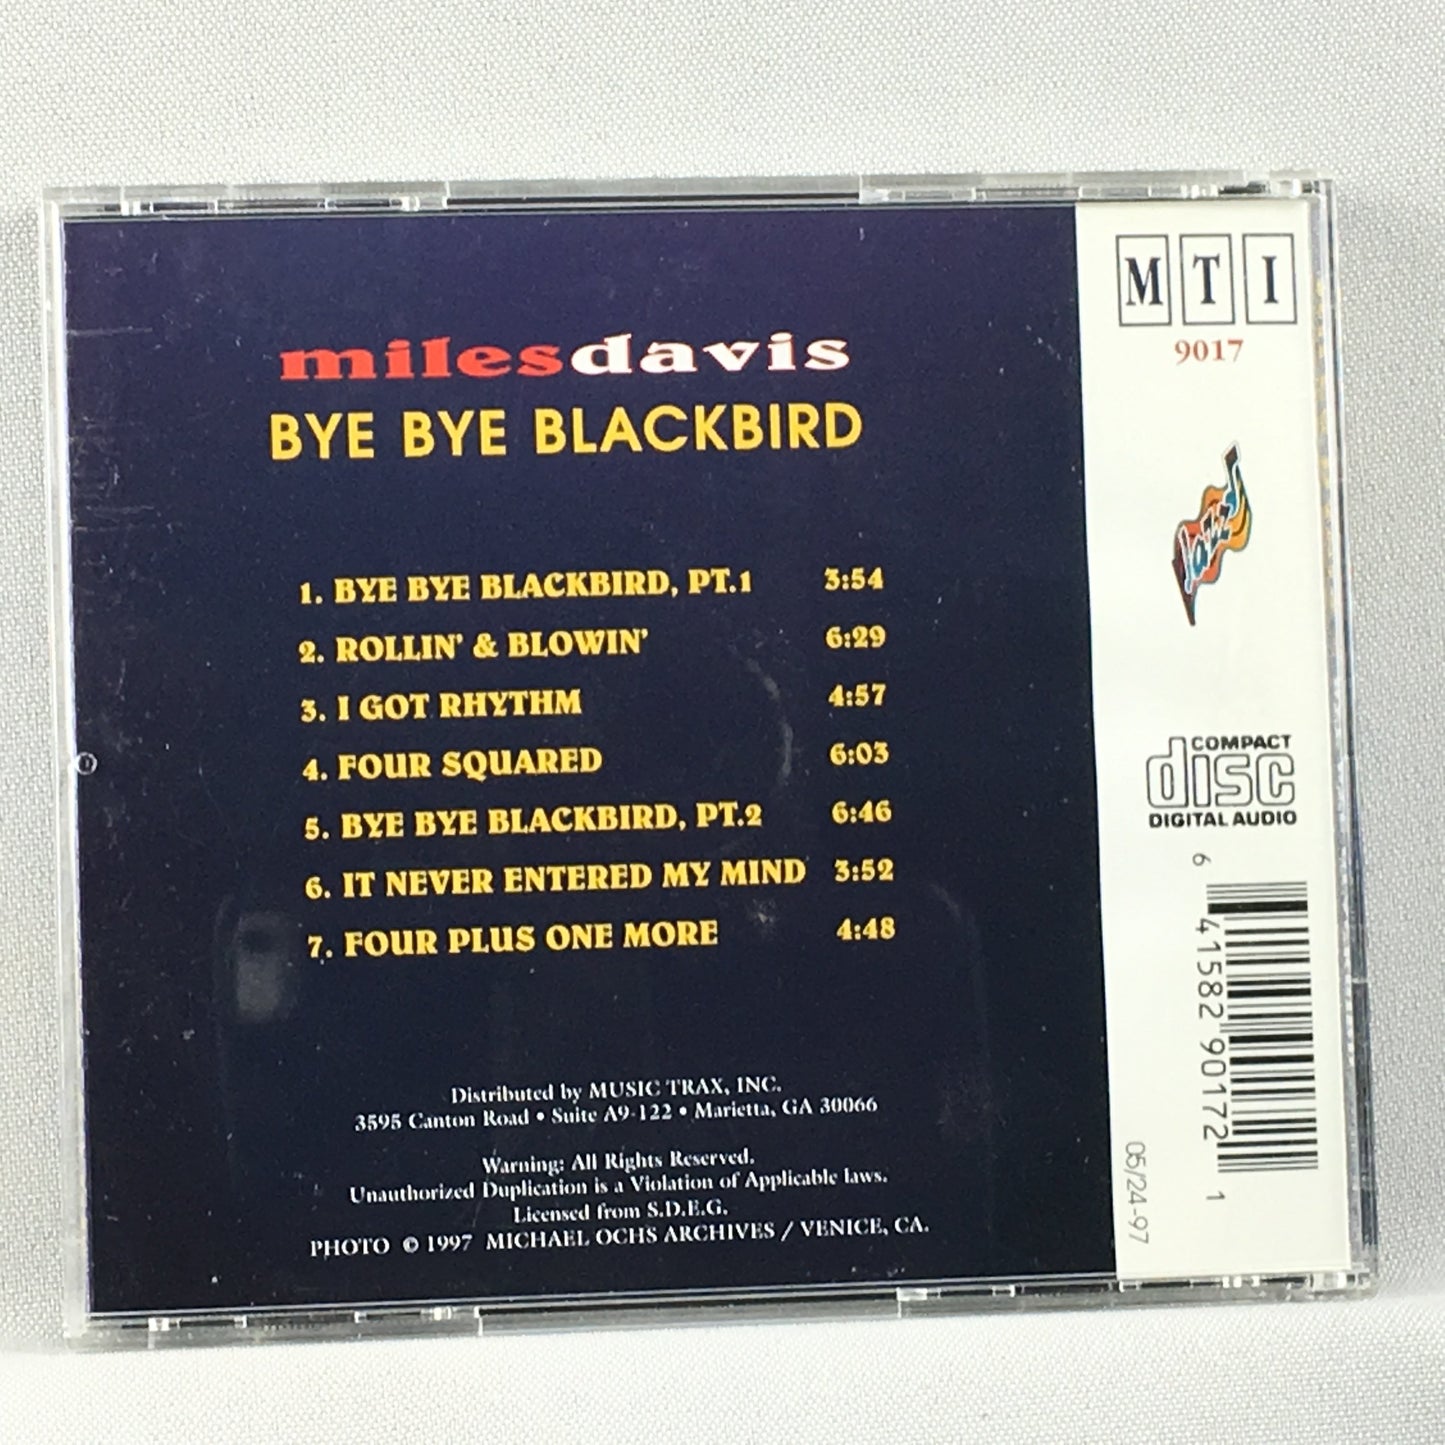 milesdavis
BYE BYE BLACKBIRD
1. BYE BYE BLACKBIRD, PT.1 3:54
2. ROLLIN' & BLOWIN' 6:29
3. I GOT RHYTHM 4:57
4. FOUR SQUARED 6:03
5. BYE BYE BLACKBIRD, PT.2 6:46
6. IT NEVER ENTERED MY MIND 3:52
7. FOUR PLUS ONE MORE 4:48
Distributed by MUSIC TRAX, INC.
3595 Canton Road • Suite A9-122 • Marietta, GA 30066
Warning: All Rights Reserved.
Unauthorized Duplication is a Violation of Applicable laws.
Licensed from S.D.E.G.
PHOTO © 1997 MICHAEL OCHS ARCHIVES / VENICE, CA.
MTI
9017
Jazz
COMPACT
disc
DIGITAL AUDIO
6 41582 90172 1
05/24-97